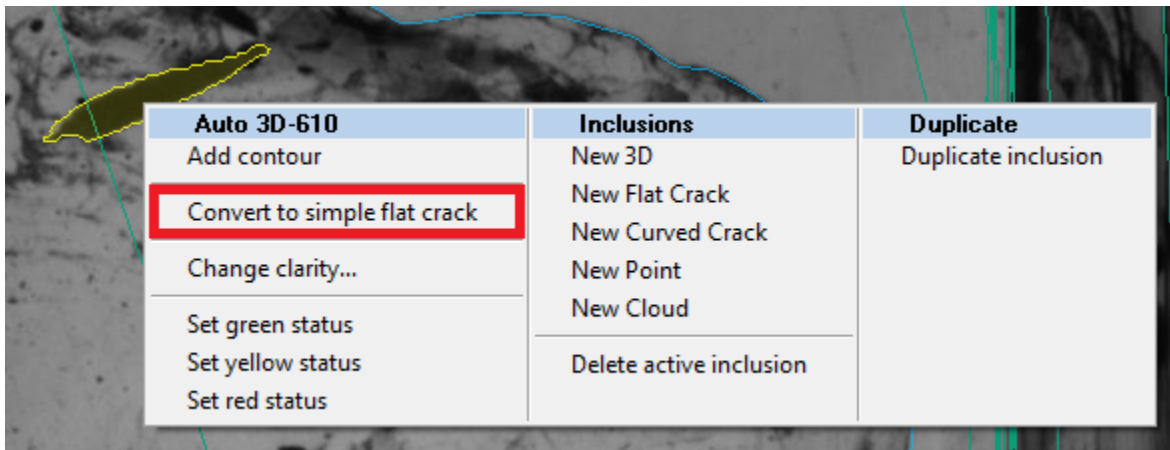 Auto 3D-610
Add contour
Convert to simple flat crack
Change clarity...
Set green status
Set yellow status
Set red status
Inclusions
New 3D
New Flat Crack
New Curved Crack
New Point
New Cloud
Delete active inclusion
Duplicate
Duplicate inclusion